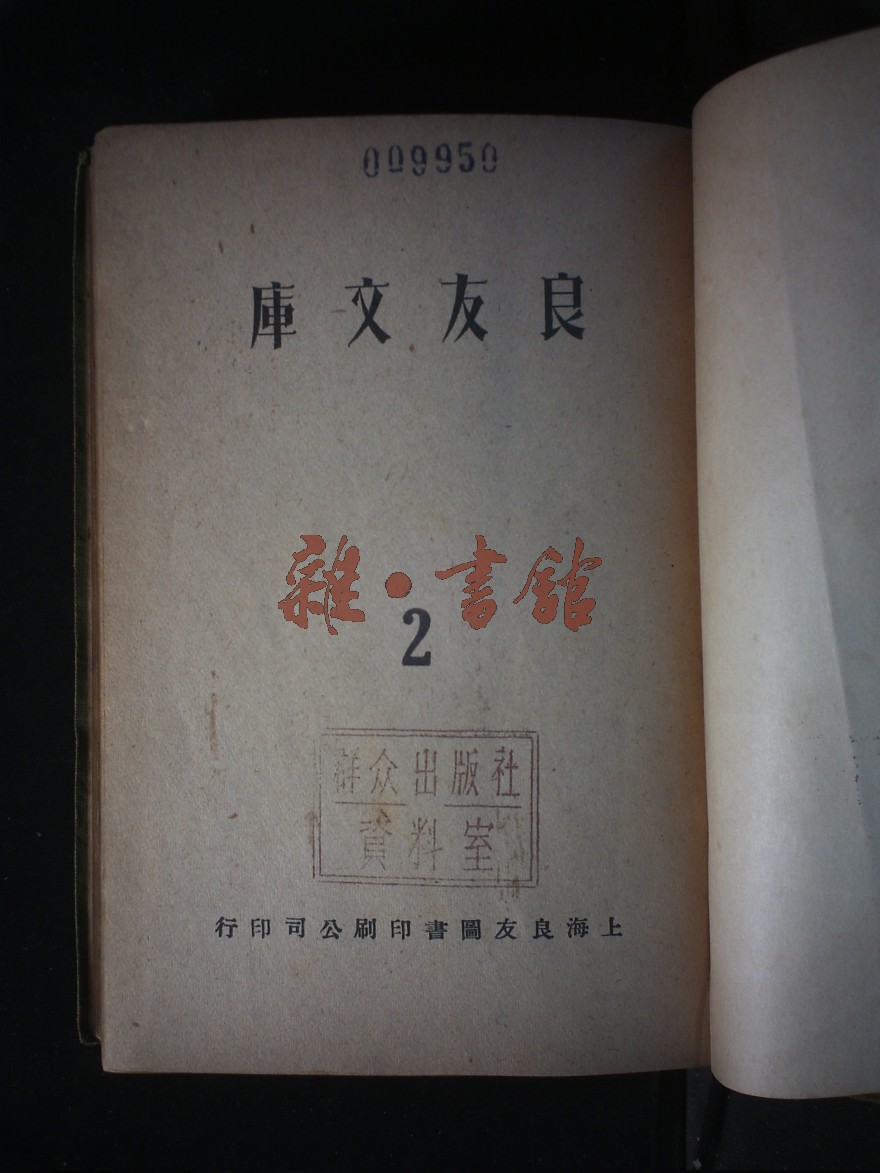 009950
良友文庫
雜·書館
2
群众出版社
資料室
上海良友圖書印刷公司印行